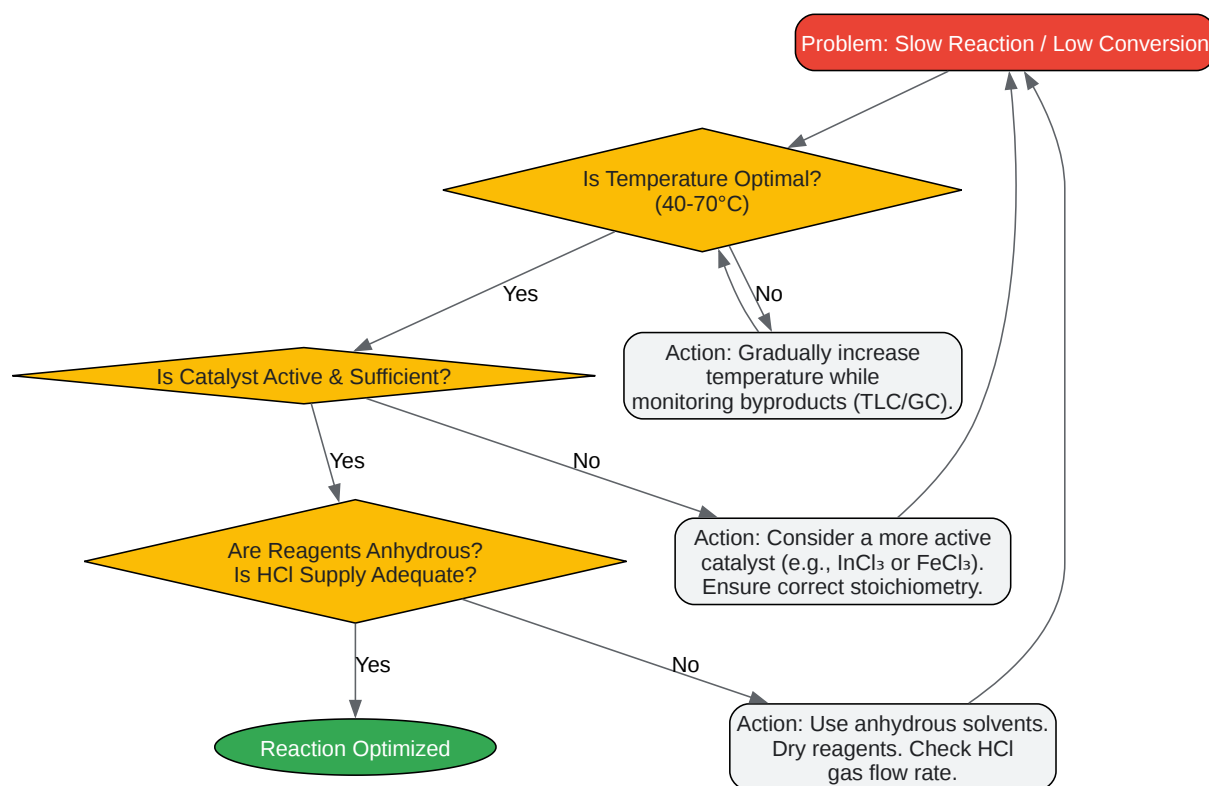 Problem: Slow Reaction / Low Conversion
Is Temperature Optimal?
(40-70°C)
Yes
No
Action: Gradually increase
temperature while
monitoring byproducts (TLC/GC).
Is Catalyst Active & Sufficient?
Yes
No
Action: Consider a more active
catalyst (e.g., InCl₃ or FeCl₃).
Ensure correct stoichiometry.
Are Reagents Anhydrous?
Is HCl Supply Adequate?
Yes
No
Action: Use anhydrous solvents.
Dry reagents. Check HCl
gas flow rate.
Reaction Optimized